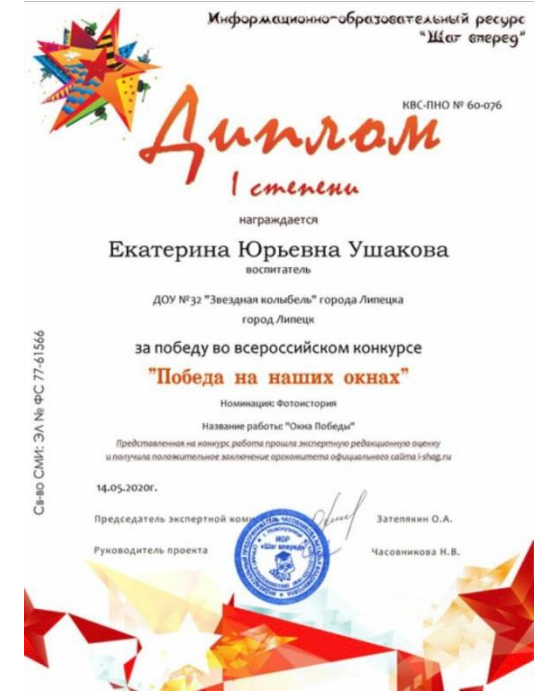 Информационно-образовательный ресурс
"Шаг вперед"
КВС-ПНО № 60-076
Диплом
I степени
награждается
Екатерина Юрьевна Ушакова
воспитатель
ДОУ №32 "Звездная колыбель" города Липецка
город Липецк
за победу во всероссийском конкурсе
"Победа на наших окнах"
Номинация: Фотоистория
Название работы: "Окна Победы"
Представленная на конкурс работа прошла экспертную редакционную оценку
и получила положительное заключение оргкомитета официального сайта i-shag.ru
Св-во СМИ: ЭЛ № ФС 77-61566
14.05.2020г.
Председатель экспертной Затепякин О.А.
Руководитель проекта Часовникова Н.В.
ИОР
«Шаг вперед»